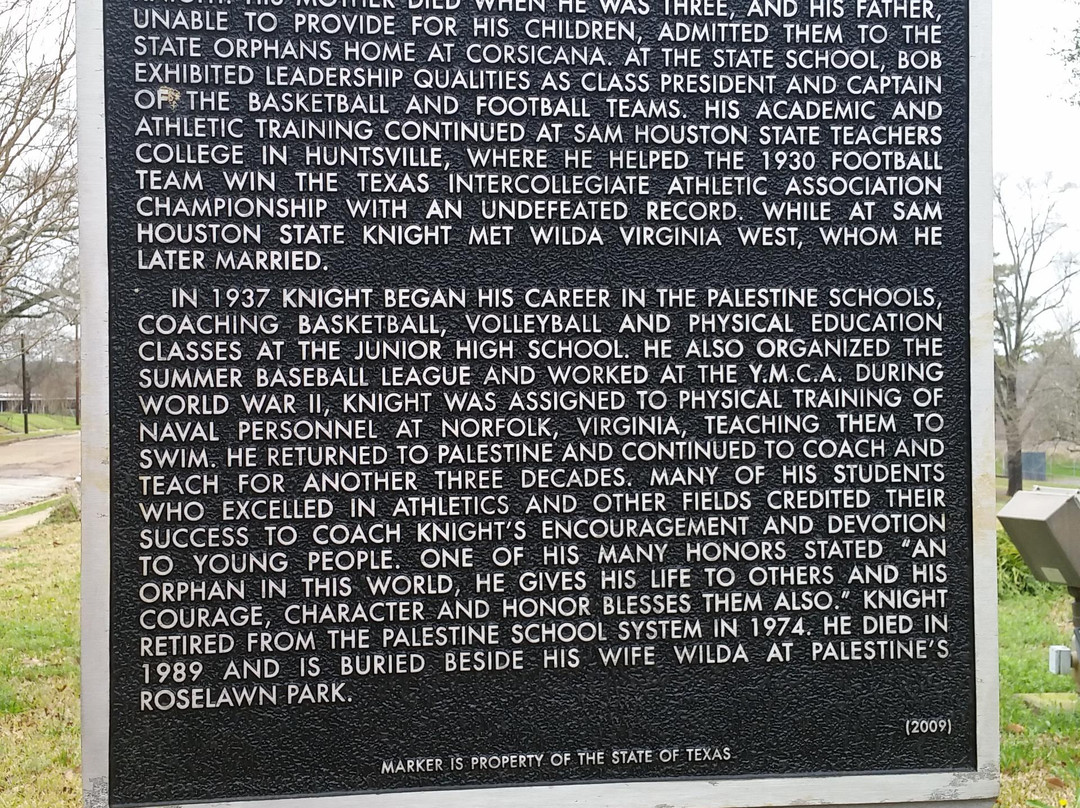 KNIGHT. HIS MOTHER DIED WHEN HE WAS THREE, AND HIS FATHER,
UNABLE TO PROVIDE FOR HIS CHILDREN, ADMITTED THEM TO THE
STATE ORPHANS HOME AT CORSICANA. AT THE STATE SCHOOL, BOB
EXHIBITED LEADERSHIP QUALITIES AS CLASS PRESIDENT AND CAPTAIN
OF THE BASKETBALL AND FOOTBALL TEAMS. HIS ACADEMIC AND
ATHLETIC TRAINING CONTINUED AT SAM HOUSTON STATE TEACHERS
COLLEGE IN HUNTSVILLE, WHERE HE HELPED THE 1930 FOOTBALL
TEAM WIN THE TEXAS INTERCOLLEGIATE ATHLETIC ASSOCIATION
CHAMPIONSHIP WITH AN UNDEFEATED RECORD. WHILE AT SAM
HOUSTON STATE KNIGHT MET WILDA VIRGINIA WEST, WHOM HE
LATER MARRIED.
IN 1937 KNIGHT BEGAN HIS CAREER IN THE PALESTINE SCHOOLS,
COACHING BASKETBALL, VOLLEYBALL AND PHYSICAL EDUCATION
CLASSES AT THE JUNIOR HIGH SCHOOL. HE ALSO ORGANIZED THE
SUMMER BASEBALL LEAGUE AND WORKED AT THE Y.M.C.A. DURING
WORLD WAR II, KNIGHT WAS ASSIGNED TO PHYSICAL TRAINING OF
NAVAL PERSONNEL AT NORFOLK, VIRGINIA, TEACHING THEM TO
SWIM. HE RETURNED TO PALESTINE AND CONTINUED TO COACH AND
TEACH FOR ANOTHER THREE DECADES. MANY OF HIS STUDENTS
WHO EXCELLED IN ATHLETICS AND OTHER FIELDS CREDITED THEIR
SUCCESS TO COACH KNIGHT'S ENCOURAGEMENT AND DEVOTION
TO YOUNG PEOPLE. ONE OF HIS MANY HONORS STATED "AN
ORPHAN IN THIS WORLD, HE GIVES HIS LIFE TO OTHERS AND HIS
COURAGE, CHARACTER AND HONOR BLESSES THEM ALSO." KNIGHT
RETIRED FROM THE PALESTINE SCHOOL SYSTEM IN 1974. HE DIED IN
1989 AND IS BURIED BESIDE HIS WIFE WILDA AT PALESTINE'S
ROSELAWN PARK.
(2009)
MARKER IS PROPERTY OF THE STATE OF TEXAS